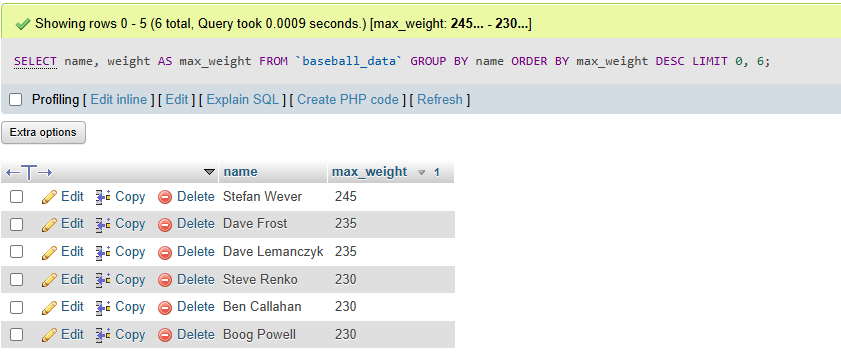 Showing rows 0 - 5 (6 total, Query took 0.0009 seconds.) [max_weight: 245... - 230...]
SELECT name, weight AS max_weight FROM `baseball_data` GROUP BY name ORDER BY max_weight DESC LIMIT 0, 6;
Profiling [ Edit inline ] [ Edit ] [ Explain SQL ] [ Create PHP code ] [ Refresh ]
Extra options
←T→ name max_weight 1
Edit Copy Delete Stefan Wever 245
Edit Copy Delete Dave Frost 235
Edit Copy Delete Dave Lemanczyk 235
Edit Copy Delete Steve Renko 230
Edit Copy Delete Ben Callahan 230
Edit Copy Delete Boog Powell 230